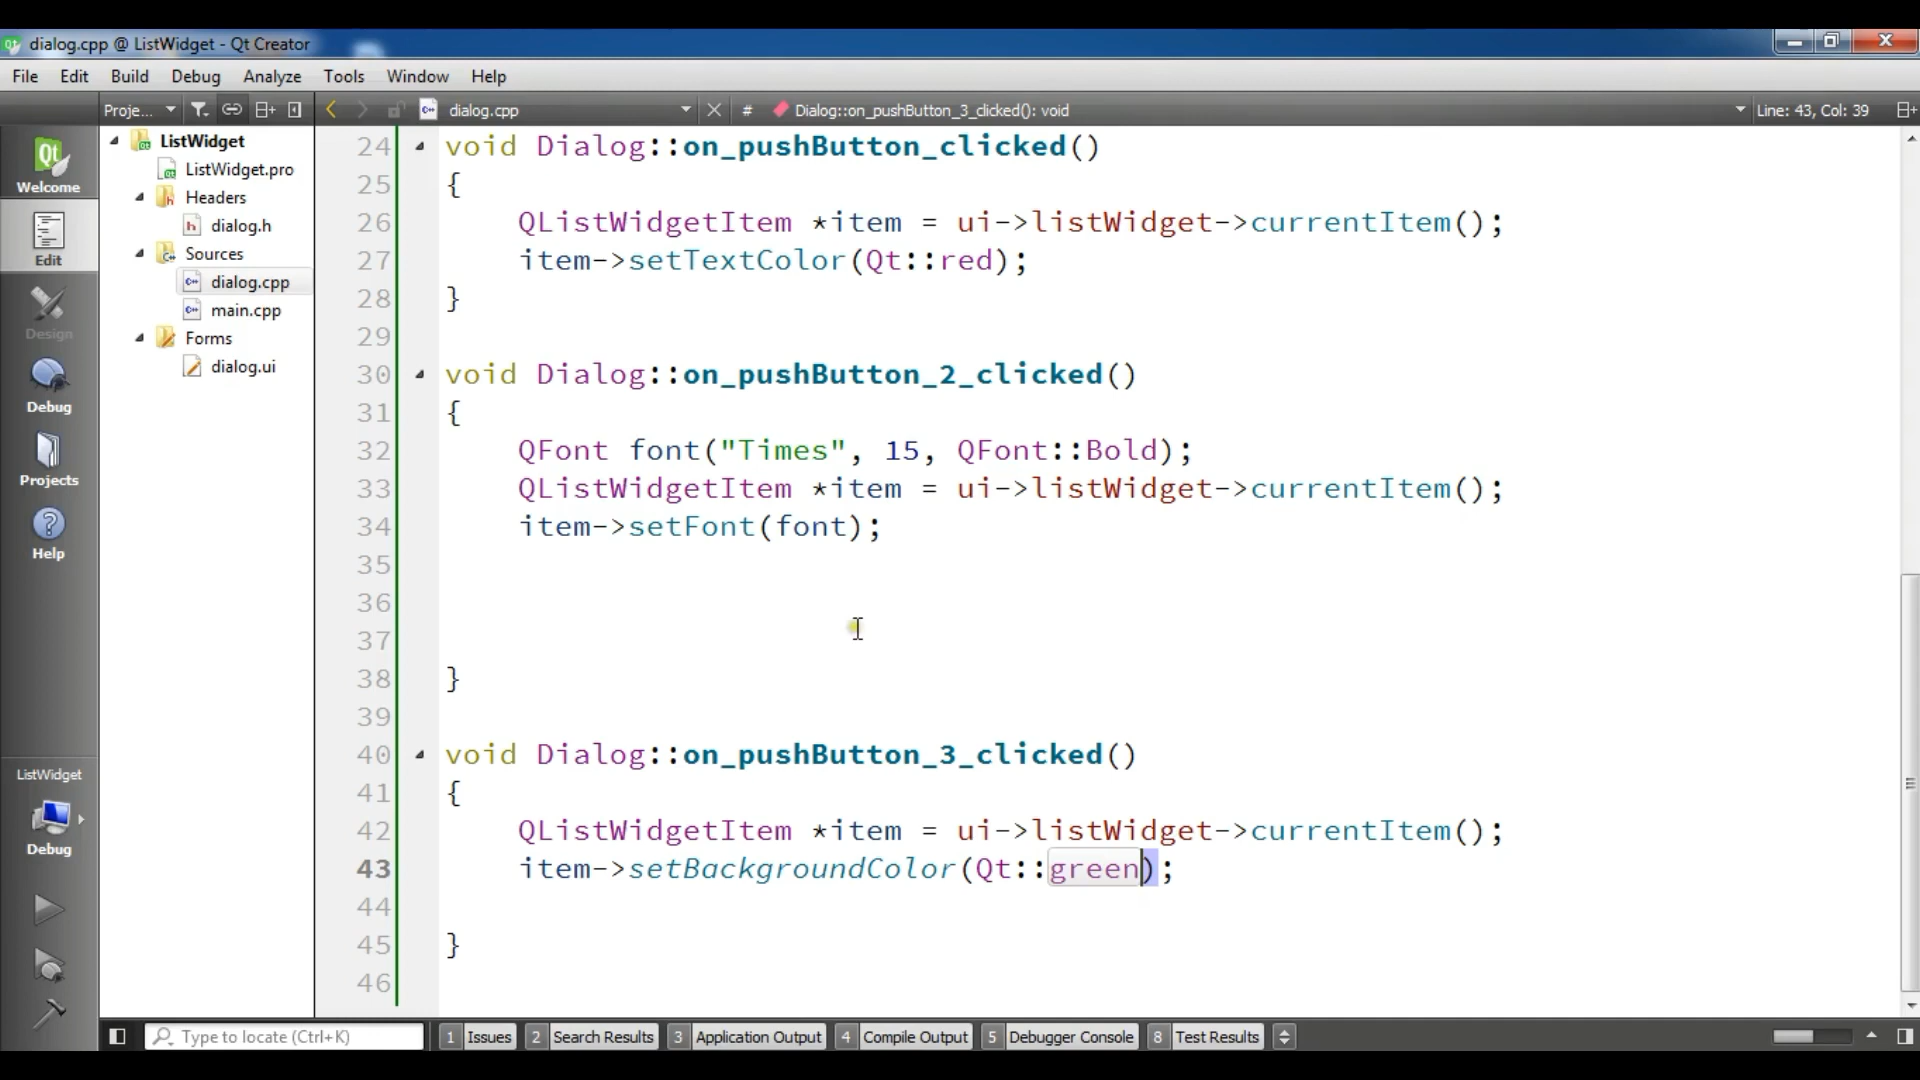 dialog.cpp @ ListWidget - Qt Creator
File Edit Build Debug Analyze Tools Window Help
Proje... dialog.cpp # Dialog::on_pushButton_3_clicked(): void Line: 43, Col: 39
Welcome
Edit
Design
Debug
Projects
Help
ListWidget
Debug
ListWidget
ListWidget.pro
Headers
dialog.h
Sources
dialog.cpp
main.cpp
Forms
dialog.ui
24 void Dialog::on_pushButton_clicked()
25 {
26 QListWidgetItem *item = ui->listWidget->currentItem();
27 item->setTextColor(Qt::red);
28 }
29
30 void Dialog::on_pushButton_2_clicked()
31 {
32 QFont font("Times", 15, QFont::Bold);
33 QListWidgetItem *item = ui->listWidget->currentItem();
34 item->setFont(font);
35
36
37
38 }
39
40 void Dialog::on_pushButton_3_clicked()
41 {
42 QListWidgetItem *item = ui->listWidget->currentItem();
43 item->setBackgroundColor(Qt::green);
44
45 }
46
Type to locate (Ctrl+K) 1 Issues 2 Search Results 3 Application Output 4 Compile Output 5 Debugger Console 8 Test Results